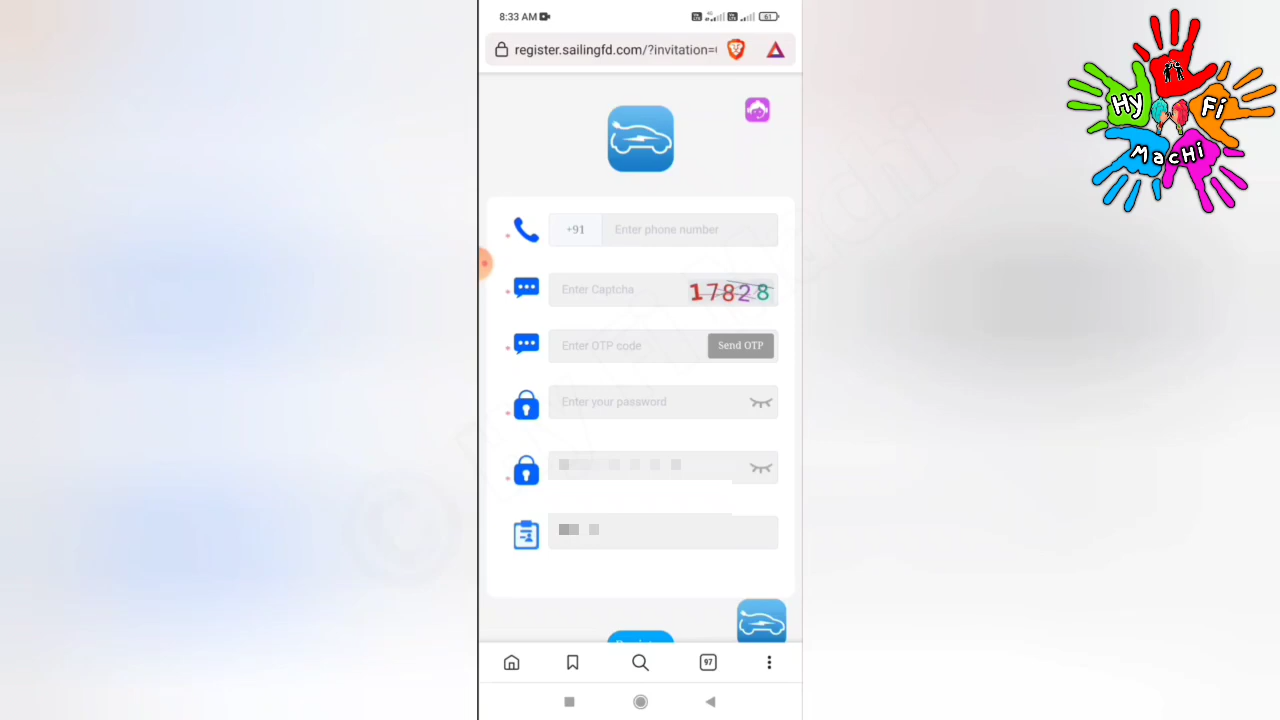 8:33 AM
61
register.sailingfd.com/?invitation=
Hy
Fi
MacHi
+91
Enter phone number
Enter Captcha
17828
Enter OTP code
Send OTP
Enter your password
97